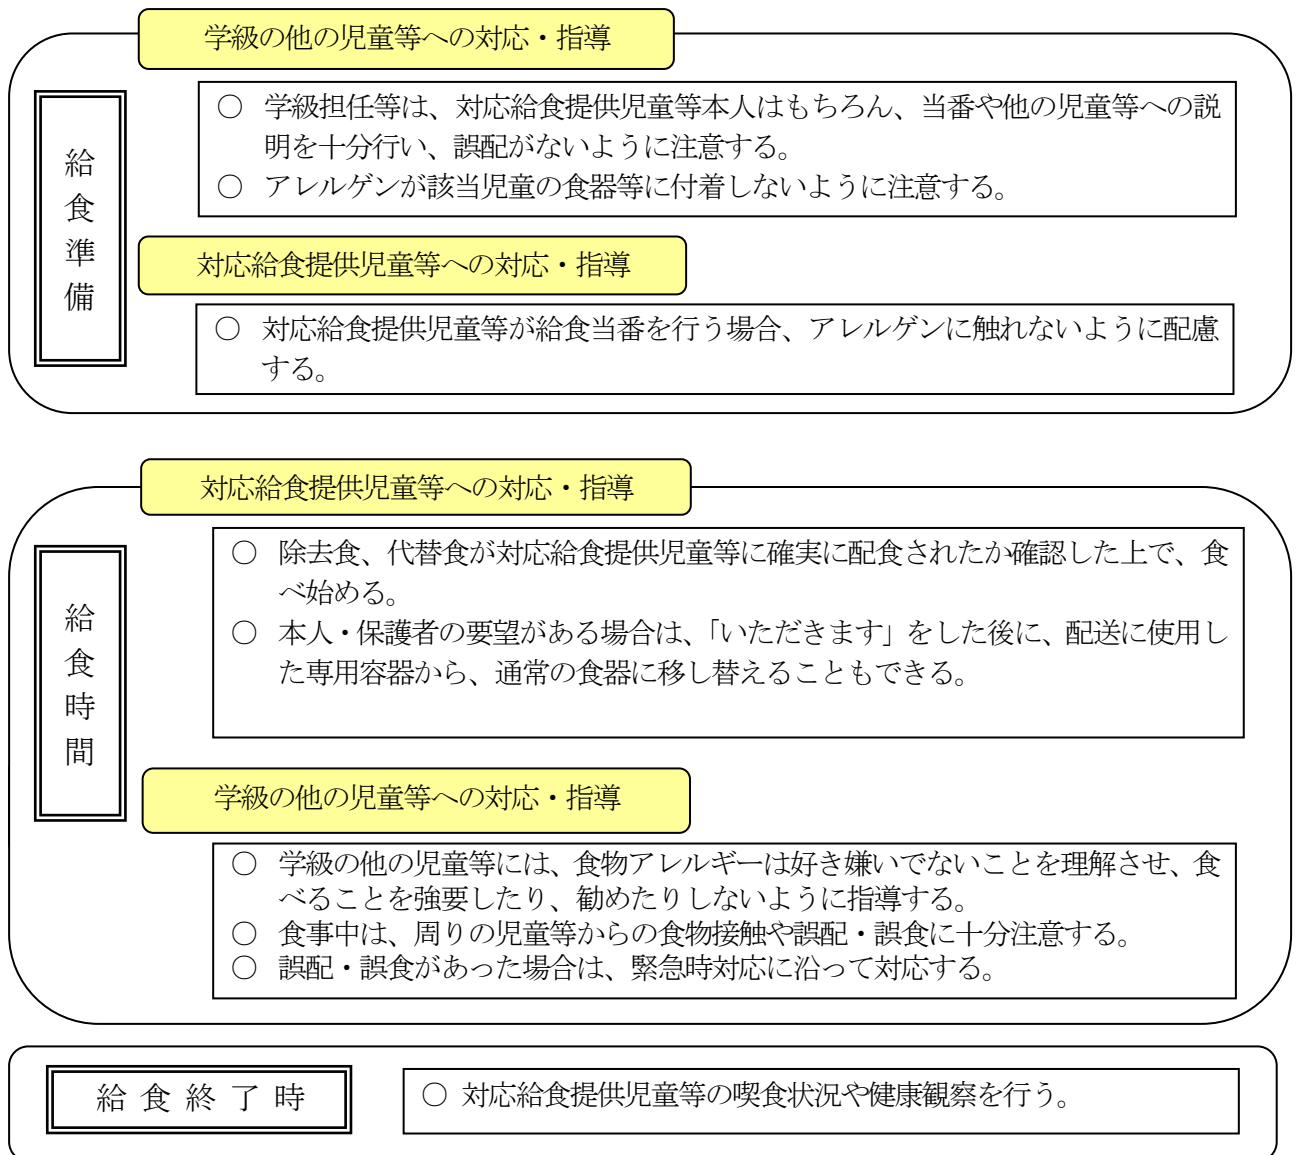 学級の他の児童等への対応・指導
給食準備
○ 学級担任等は、対応給食提供児童等本人はもちろん、当番や他の児童等への説
明を十分行い、誤配がないように注意する。
○ アレルゲンが該当児童の食器等に付着しないように注意する。
対応給食提供児童等への対応・指導
○ 対応給食提供児童等が給食当番を行う場合、アレルゲンに触れないように配慮
する。
対応給食提供児童等への対応・指導
給食時間
○ 除去食、代替食が対応給食提供児童等に確実に配食されたか確認した上で、食
べ始める。
○ 本人・保護者の要望がある場合は、「いただきます」をした後に、配送に使用し
た専用容器から、通常の食器に移し替えることもできる。
学級の他の児童等への対応・指導
○ 学級の他の児童等には、食物アレルギーは好き嫌いでないことを理解させ、食
べることを強要したり、勧めたりしないように指導する。
○ 食事中は、周りの児童等からの食物接触や誤配・誤食に十分注意する。
○ 誤配・誤食があった場合は、緊急時対応に沿って対応する。
給食終了時
○ 対応給食提供児童等の喫食状況や健康観察を行う。